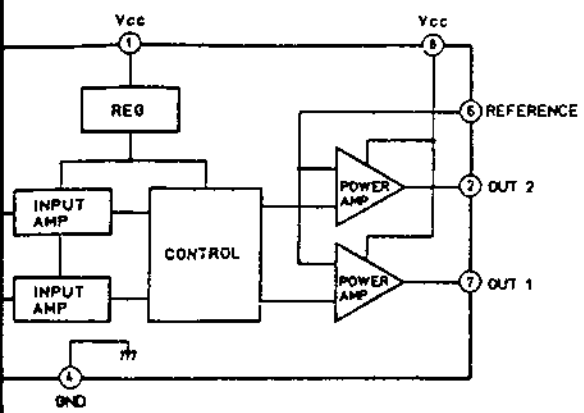 Vcc
1
Vcc
8
REG
6 REFERENCE
INPUT
AMP
POWER
AMP
2 OUT 2
CONTROL
INPUT
AMP
POWER
AMP
7 OUT 1
4
GND